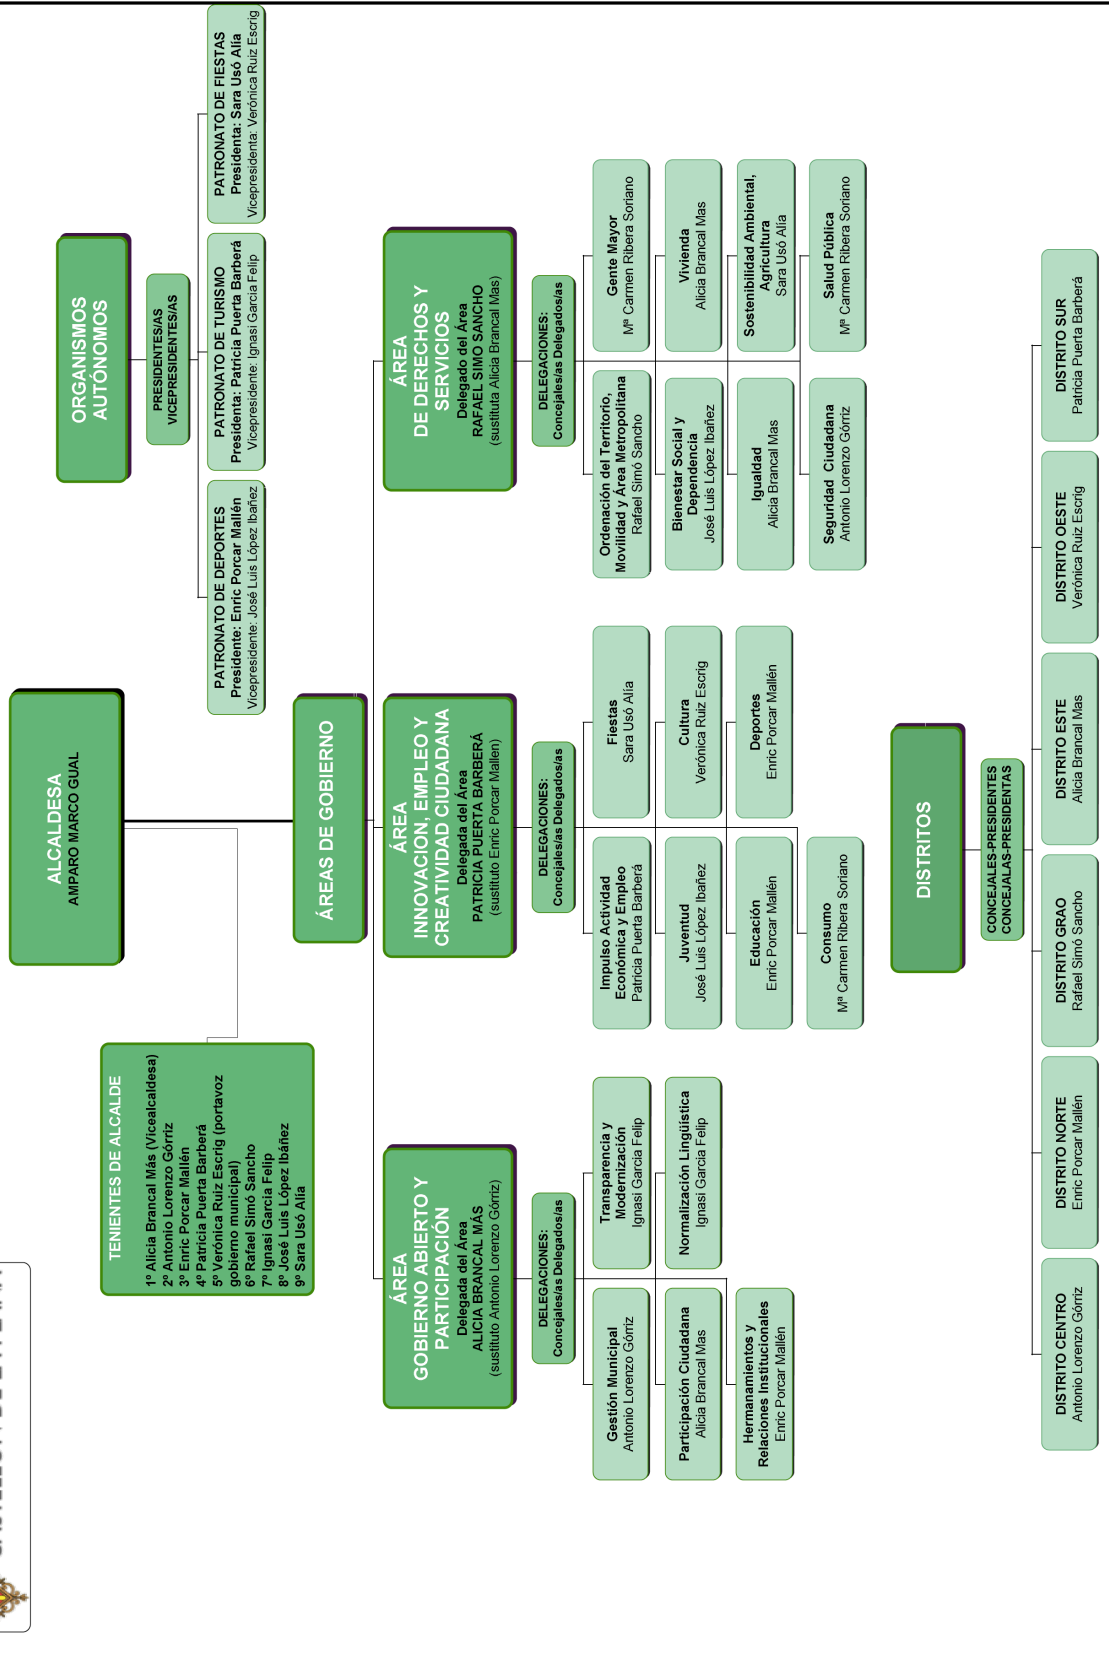 ALCALDESA
AMPARO MARCO GUAL
TENIENTES DE ALCALDE
1º Alicia Brancal Más (Vicealcaldesa)
2º Antonio Lorenzo Górriz
3º Enric Porcar Mallén
4º Patricia Puerta Barberá
5º Verónica Ruiz Escrig (portavoz
gobierno municipal)
6º Rafael Simó Sancho
7º Ignasi Garcia Felip
8º José Luis López Ibáñez
9º Sara Usó Alía
ORGANISMOS
AUTÓNOMOS
PRESIDENTES/AS
VICEPRESIDENTES/AS
PATRONATO DE DEPORTES
Presidente: Enric Porcar Mallén
Vicepresidente: José Luis López Ibañez
PATRONATO DE TURISMO
Presidenta: Patricia Puerta Barberá
Vicepresidente: Ignasi Garcia Felip
PATRONATO DE FIESTAS
Presidenta: Sara Usó Alía
Vicepresidenta: Verónica Ruiz Escrig
ÁREAS DE GOBIERNO
ÁREA
GOBIERNO ABIERTO Y
PARTICIPACIÓN
Delegada del Área
ALICIA BRANCAL MÁS
(sustituto Antonio Lorenzo Górriz)
DELEGACIONES:
Concejales/as Delegados/as
Gestión Municipal
Antonio Lorenzo Górriz
Transparencia y
Modernización
Ignasi Garcia Felip
Participación Ciudadana
Alicia Brancal Mas
Normalización Lingüística
Ignasi Garcia Felip
Hermanamientos y
Relaciones Institucionales
Enric Porcar Mallén
ÁREA
INNOVACION, EMPLEO Y
CREATIVIDAD CIUDADANA
Delegada del Área
PATRICIA PUERTA BARBERÁ
(sustituto Enric Porcar Mallen)
DELEGACIONES:
Concejales/as Delegados/as
Impulso Actividad
Económica y Empleo
Patricia Puerta Barberá
Fiestas
Sara Usó Alía
Juventud
José Luis López Ibañez
Cultura
Verónica Ruiz Escrig
Educación
Enric Porcar Mallén
Deportes
Enric Porcar Mallén
Consumo
Mª Carmen Ribera Soriano
ÁREA
DE DERECHOS Y
SERVICIOS
Delegado del Área
RAFAEL SIMO SANCHO
(sustituta Alicia Brancal Mas)
DELEGACIONES:
Concejales/as Delegados/as
Ordenación del Territorio,
Movilidad y Área Metropolitana
Rafael Simó Sancho
Gente Mayor
Mª Carmen Ribera Soriano
Bienestar Social y
Dependencia
José Luis López Ibañez
Vivienda
Alicia Brancal Mas
Igualdad
Alicia Brancal Mas
Sostenibilidad Ambiental,
Agricultura
Sara Usó Alía
Seguridad Ciudadana
Antonio Lorenzo Górriz
Salud Pública
Mª Carmen Ribera Soriano
DISTRITOS
CONCEJALES-PRESIDENTES
CONCEJALAS-PRESIDENTAS
DISTRITO CENTRO
Antonio Lorenzo Górriz
DISTRITO NORTE
Enric Porcar Mallén
DISTRITO GRAO
Rafael Simó Sancho
DISTRITO ESTE
Alicia Brancal Mas
DISTRITO OESTE
Verónica Ruiz Escrig
DISTRITO SUR
Patricia Puerta Barberá